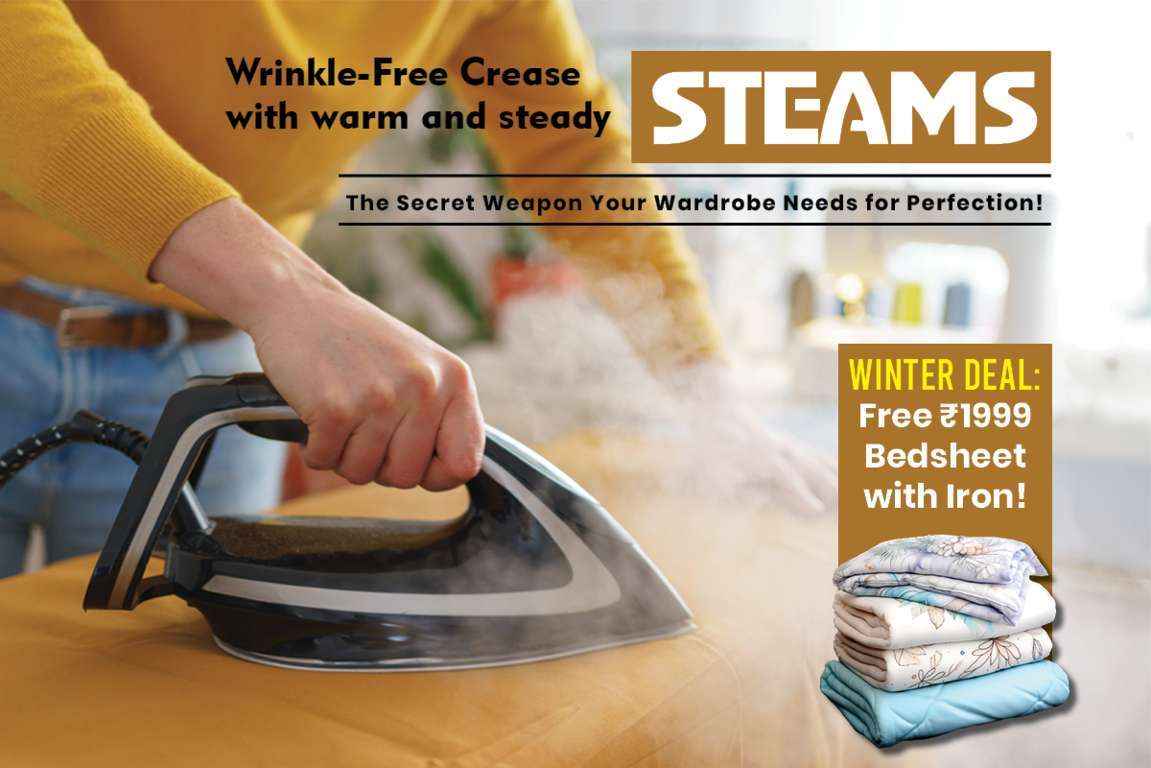 Wrinkle-Free Crease
with warm and steady
STEAMS
The Secret Weapon Your Wardrobe Needs for Perfection!
WINTER DEAL:
Free ₹1999
Bedsheet
with Iron!